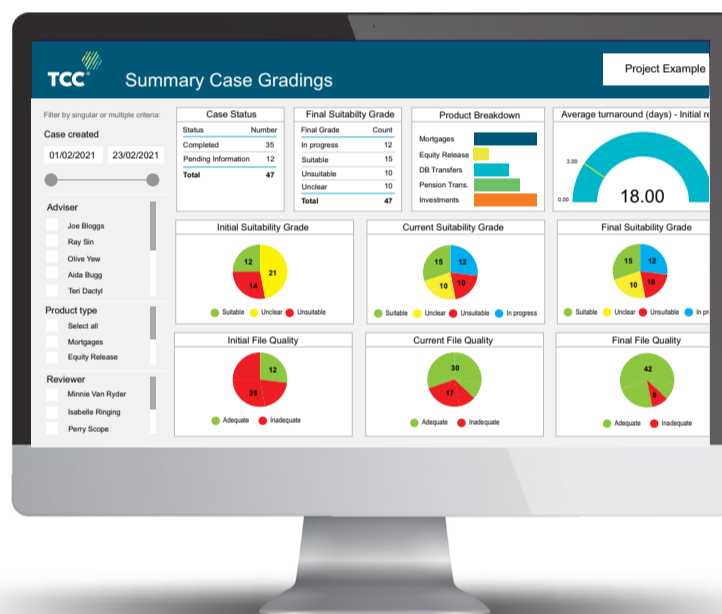 TCC®
Summary Case Gradings
Project Example
Filter by singular or multiple criteria:
Case created
01/02/2021 23/02/2021
Adviser
Joe Bloggs
Ray Sin
Olive Yew
Aida Bugg
Teri Dactyl
Product type
Select all
Mortgages
Equity Release
Reviewer
Minnie Van Ryder
Isabelle Ringing
Perry Scope
Case Status
Status Number
Completed 35
Pending Information 12
Total 47
Final Suitabilty Grade
Final Grade Count
In progress 12
Suitable 15
Unsuitable 10
Unclear 10
Total 47
Product Breakdown
Mortgages
Equity Release
DB Transfers
Pension Trans.
Investments
Average turnaround (days) - Initial re
3.00
0.00
18.00
Initial Suitability Grade
12
21
14
Suitable Unclear Unsuitable
Current Suitability Grade
15 12
10 10
Suitable Unclear Unsuitable In progress
Final Suitability Grade
15 12
10 10
Suitable Unclear Unsuitable In pr
Initial File Quality
12
35
Adequate Inadequate
Current File Quality
30
17
Adequate Inadequate
Final File Quality
42
5
Adequate Inadequate